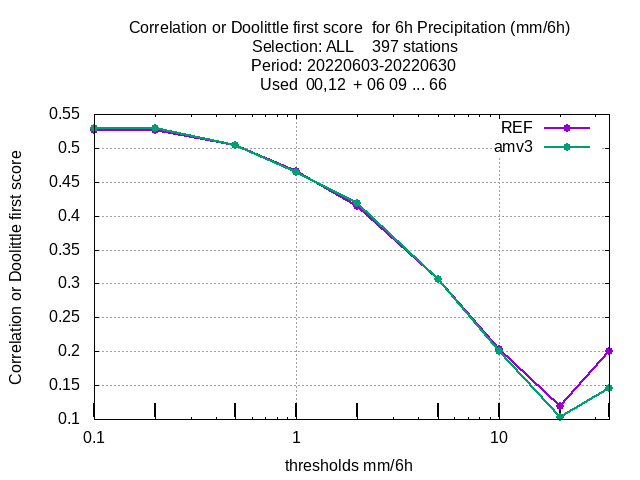 Correlation or Doolittle first score  for 6h Precipitation (mm/6h)
Selection: ALL    397 stations
Period: 20220603-20220630
Used  00,12  + 06 09 ... 66
REF
amv3
Correlation or Doolittle first score
0.55
0.5
0.45
0.4
0.35
0.3
0.25
0.2
0.15
0.1
0.1 1 10
thresholds mm/6h